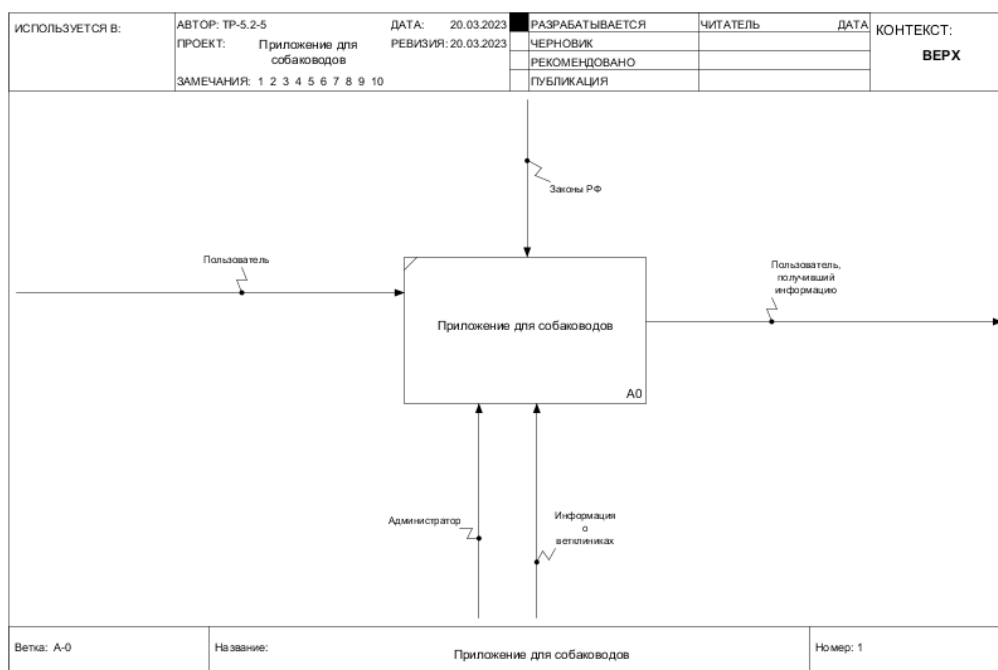 ИСПОЛЬЗУЕТСЯ В:
АВТОР: ТР-5.2-5
ДАТА: 20.03.2023
ПРОЕКТ: Приложение для
собаководов
РЕВИЗИЯ: 20.03.2023
ЗАМЕЧАНИЯ: 1 2 3 4 5 6 7 8 9 10
РАЗРАБАТЫВАЕТСЯ
ЧЕРНОВИК
РЕКОМЕНДОВАНО
ПУБЛИКАЦИЯ
ЧИТАТЕЛЬ
ДАТА
КОНТЕКСТ:
ВЕРХ
Законы РФ
Пользователь
Пользователь,
получивший
информацию
Приложение для собаководов
A0
Администратор
Информация
о
ветклиниках
Ветка: A-0
Название:
Приложение для собаководов
Номер: 1